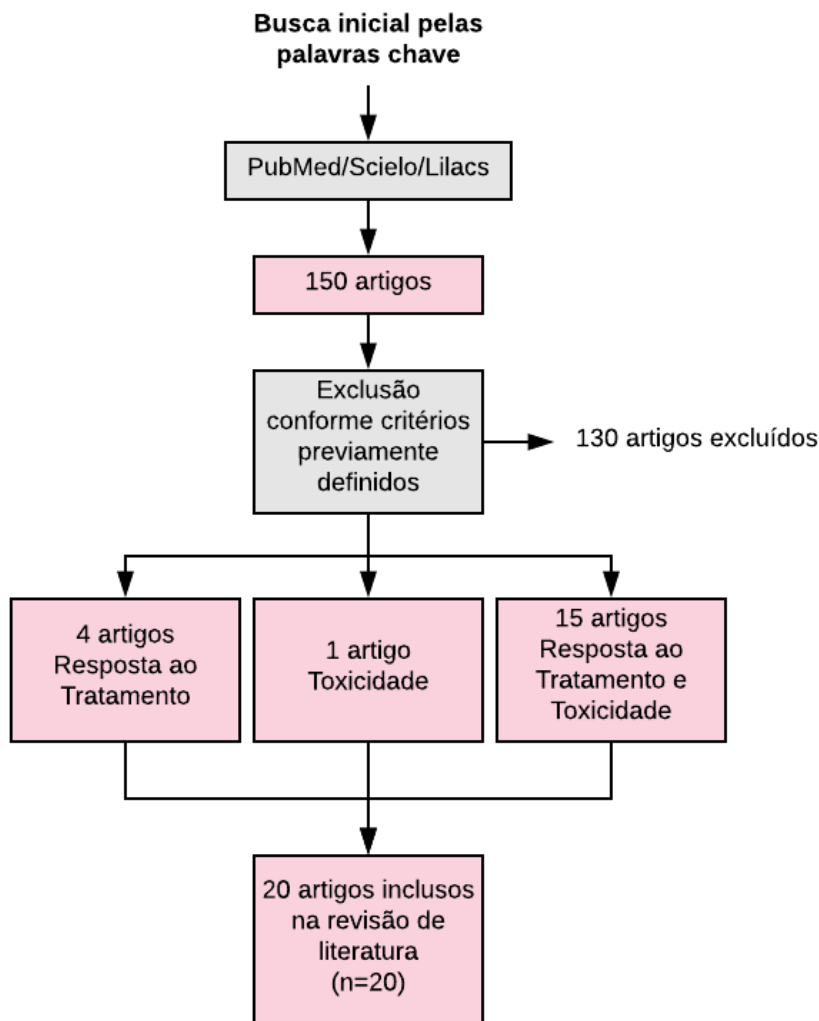 Busca inicial pelas
palavras chave
PubMed/Scielo/Lilacs
150 artigos
Exclusão
conforme critérios
previamente
definidos
130 artigos excluídos
4 artigos
Resposta ao
Tratamento
1 artigo
Toxicidade
15 artigos
Resposta ao
Tratamento e
Toxicidade
20 artigos inclusos
na revisão de
literatura
(n=20)